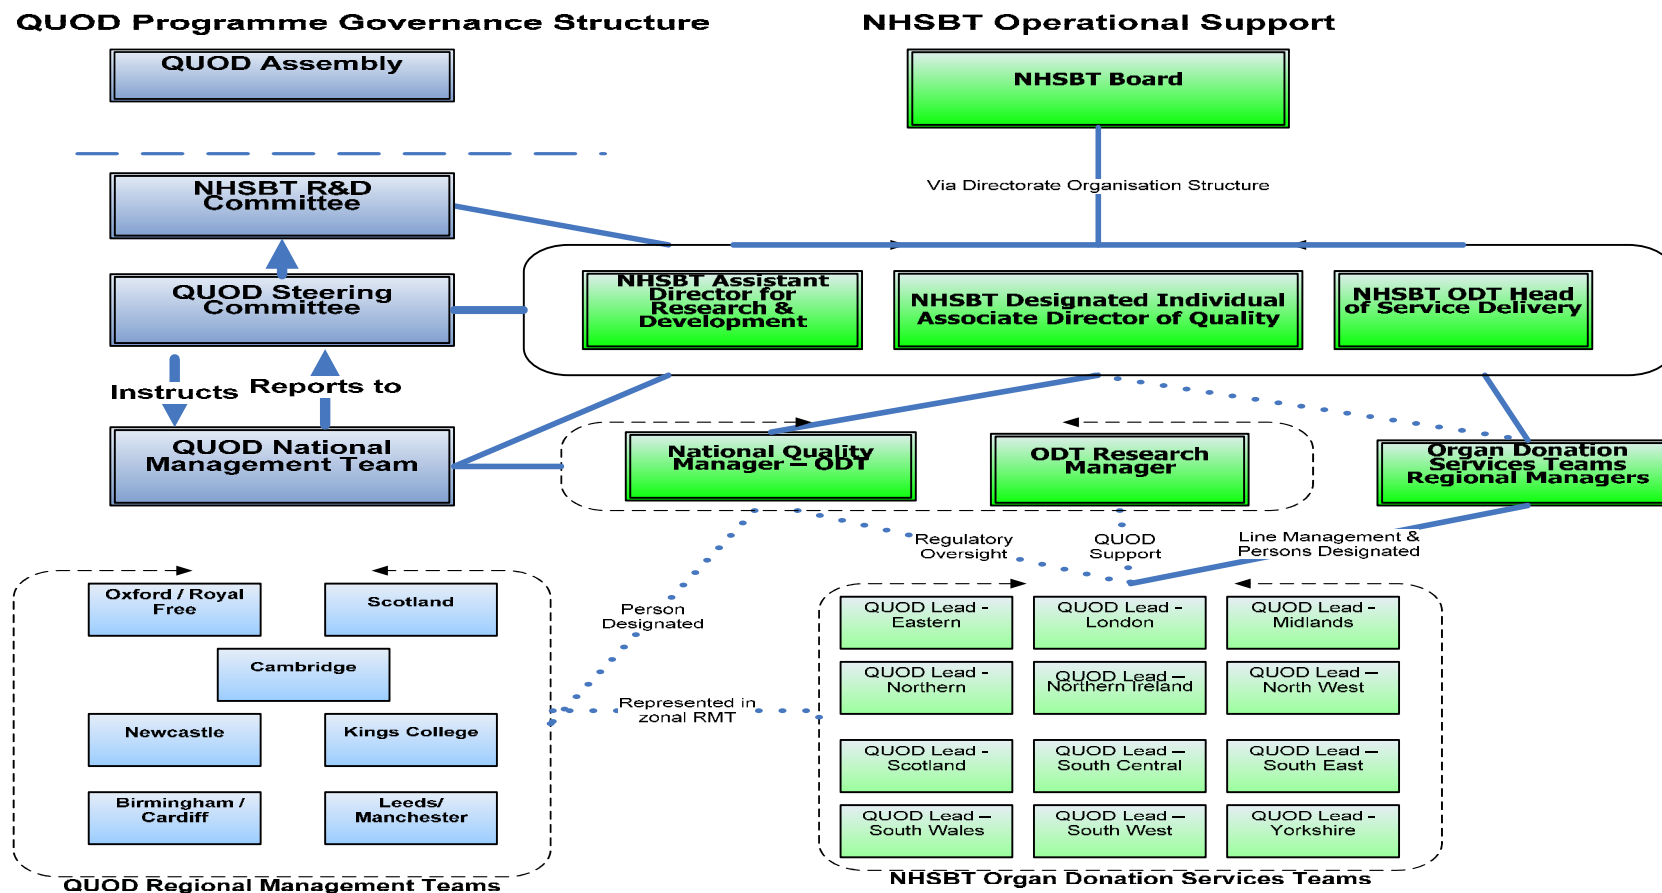 QUOD Programme Governance Structure
NHSBT Operational Support
QUOD Assembly
NHSBT Board
Via Directorate Organisation Structure
NHSBT R&D
Committee
QUOD Steering
Committee
NHSBT Assistant
Director for
Research &
Development
NHSBT Designated Individual
Associate Director of Quality
NHSBT ODT Head
of Service Delivery
Instructs
Reports to
QUOD National
Management Team
National Quality
Manager – ODT
ODT Research
Manager
Organ Donation
Services Teams
Regional Managers
Regulatory
Oversight
QUOD
Support
Line Management &
Persons Designated
Person
Designated
Represented in
zonal RMT
Oxford / Royal
Free
Scotland
Cambridge
Newcastle
Kings College
Birmingham /
Cardiff
Leeds/
Manchester
QUOD Regional Management Teams
QUOD Lead -
Eastern
QUOD Lead -
London
QUOD Lead -
Midlands
QUOD Lead -
Northern
QUOD Lead –
Northern Ireland
QUOD Lead –
North West
QUOD Lead -
Scotland
QUOD Lead –
South Central
QUOD Lead –
South East
QUOD Lead –
South Wales
QUOD Lead –
South West
QUOD Lead -
Yorkshire
NHSBT Organ Donation Services Teams